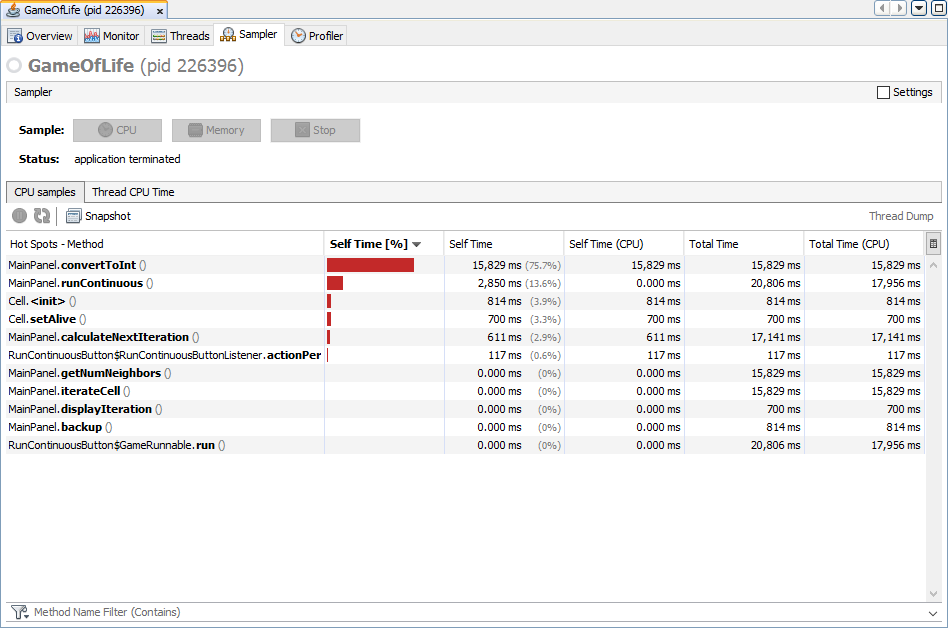 GameOfLife (pid 226396) ×
Overview Monitor Threads Sampler Profiler
GameOfLife (pid 226396)
Sampler Settings
Sample: CPU Memory Stop
Status: application terminated
CPU samples Thread CPU Time
Snapshot Thread Dump
Hot Spots - Method Self Time [%] Self Time Self Time (CPU) Total Time Total Time (CPU)
MainPanel.convertToInt () 15,829 ms (75.7%) 15,829 ms 15,829 ms 15,829 ms
MainPanel.runContinuous () 2,850 ms (13.6%) 0.000 ms 20,806 ms 17,956 ms
Cell.<init> () 814 ms (3.9%) 814 ms 814 ms 814 ms
Cell.setAlive () 700 ms (3.3%) 700 ms 700 ms 700 ms
MainPanel.calculateNextIteration () 611 ms (2.9%) 611 ms 17,141 ms 17,141 ms
RunContinuousButton$RunContinuousButtonListener.actionPer 117 ms (0.6%) 117 ms 117 ms 117 ms
MainPanel.getNumNeighbors () 0.000 ms (0%) 0.000 ms 15,829 ms 15,829 ms
MainPanel.iterateCell () 0.000 ms (0%) 0.000 ms 15,829 ms 15,829 ms
MainPanel.displayIteration () 0.000 ms (0%) 0.000 ms 700 ms 700 ms
MainPanel.backup () 0.000 ms (0%) 0.000 ms 814 ms 814 ms
RunContinuousButton$GameRunnable.run () 0.000 ms (0%) 0.000 ms 20,806 ms 17,956 ms
Method Name Filter (Contains)